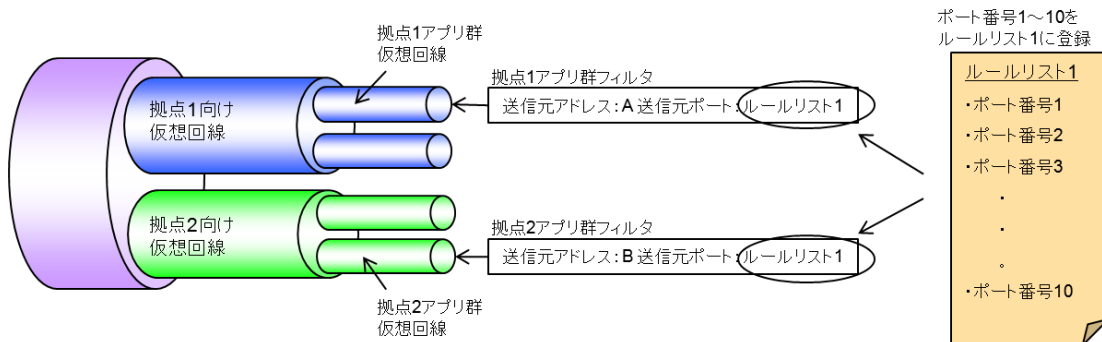 拠点1アプリ群
仮想回線
拠点1向け
仮想回線
拠点1アプリ群フィルタ
送信元アドレス:A 送信元ポート:ルールリスト1
拠点2向け
仮想回線
拠点2アプリ群フィルタ
送信元アドレス:B 送信元ポート:ルールリスト1
拠点2アプリ群
仮想回線
ポート番号1～10を
ルールリスト1に登録
ルールリスト1
・ポート番号1
・ポート番号2
・ポート番号3
・
・
。
・ポート番号10